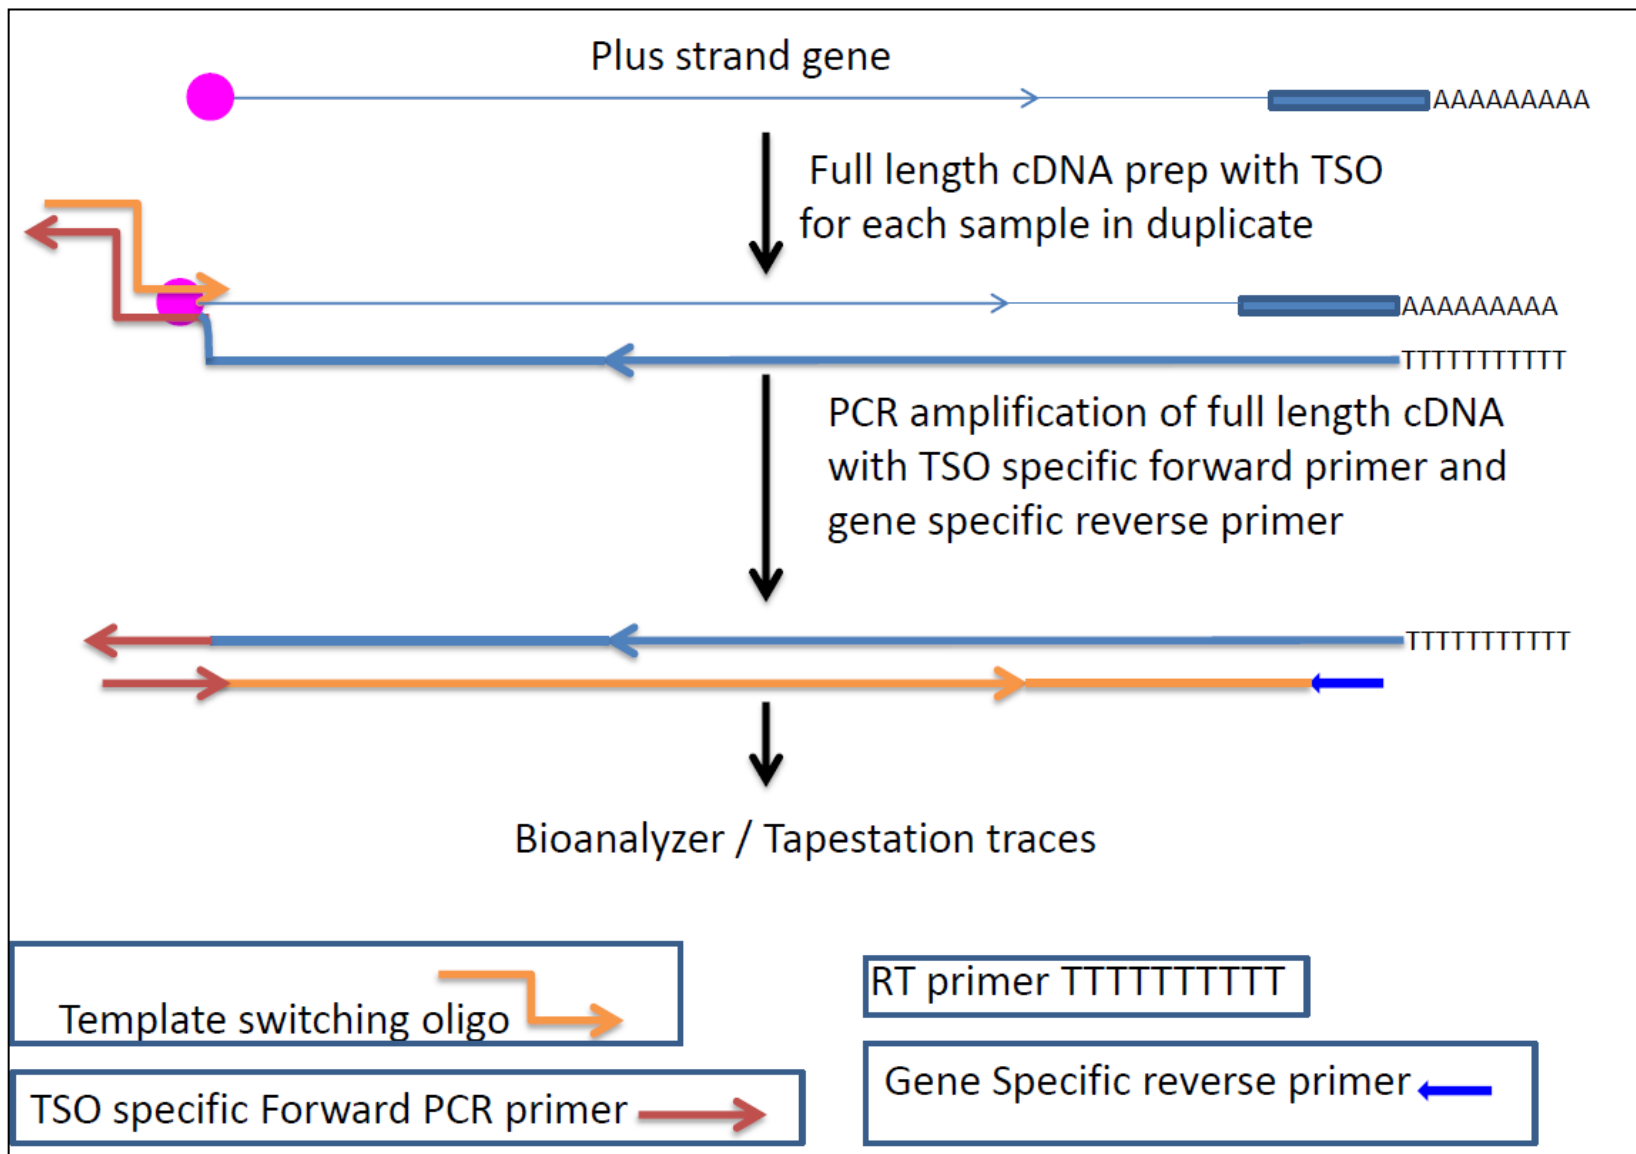 Plus strand gene
AAAAAAAAA
Full length cDNA prep with TSO
for each sample in duplicate
AAAAAAAAA
TTTTTTTTTTT
PCR amplification of full length cDNA
with TSO specific forward primer and
gene specific reverse primer
TTTTTTTTTTT
Bioanalyzer / Tapestation traces
Template switching oligo
RT primer TTTTTTTTTT
TSO specific Forward PCR primer
Gene Specific reverse primer